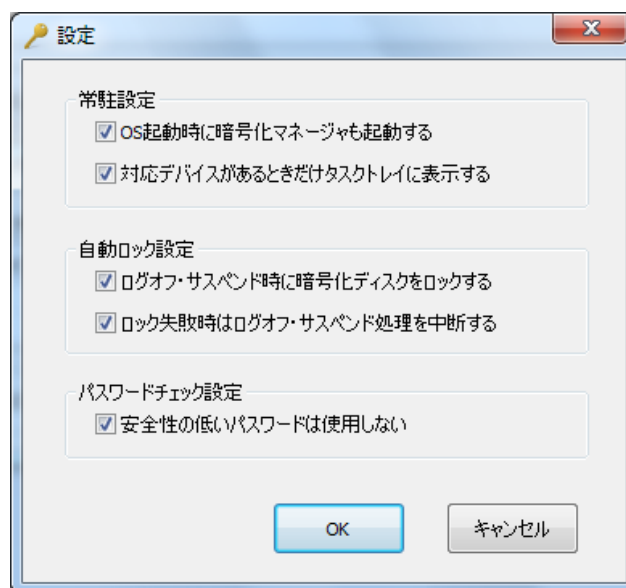 設定
常駐設定
OS起動時に暗号化マネージャも起動する
対応デバイスがあるときだけタスクトレイに表示する
自動ロック設定
ログオフ・サスペンド時に暗号化ディスクをロックする
ロック失敗時はログオフ・サスペンド処理を中断する
パスワードチェック設定
安全性の低いパスワードは使用しない
OK キャンセル